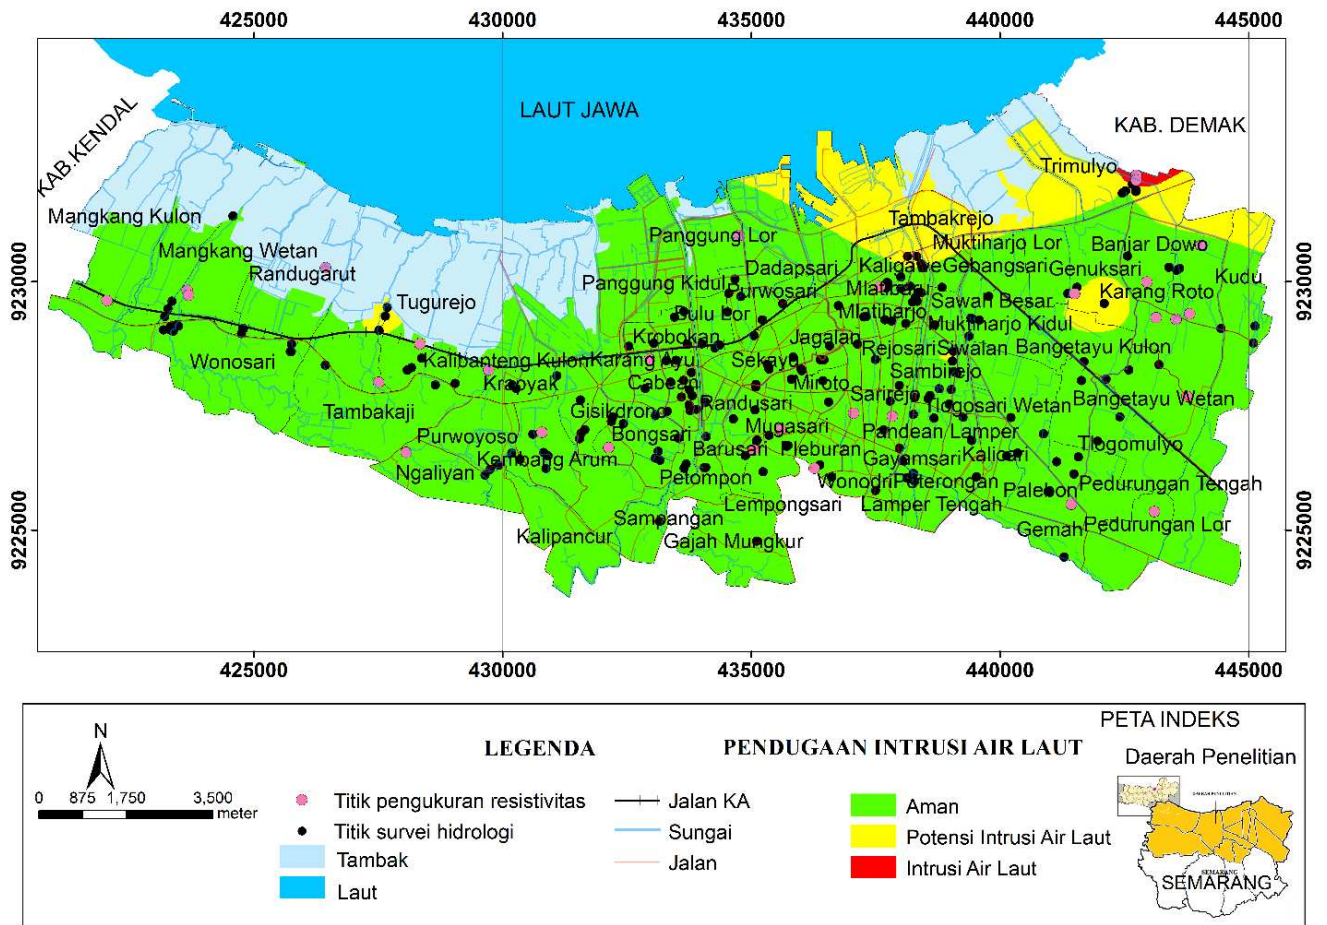 425000 430000 435000 440000 445000
LAUT JAWA
KAB. DEMAK
KAB.KENDAL
Trimulyo
Mangkang Kulon
Tambakrejo
Panggung Lor
Muktiharjo Lor
Banjar Dowo
Mangkang Wetan
Randugarut
Dadapsari
Kaligawe
Gebangsari
Genuksari
Kudu
9230000
9230000
Panggung Kidul
Purwosari
Karang Roto
Tugurejo
Sawah Besar
Bulu Lor
Mlatiharjo
Muktiharjo Kidul
Krobokan
Jagalan
Rejosari
Siwalan
Bangetayu Kulon
Wonosari
Kalibanteng Kulon
Karang Ayu
Sekayu
Sambirejo
Krapyak
Cabean
Miroto
Sarirejo
Bangetayu Wetan
Tambakaji
Gisikdrono
Randusari
Tlogosari Wetan
Purwoyoso
Bongsari
Mugasari
Pandean Lamper
Tlogomulyo
Ngaliyan
Kembang Arum
Barusari
Pleburan
Gayamsari
Kalicari
Petompon
Wonodri
Peterongan
Palebon
Pedurungan Tengah
Lempongsari
Lamper Tengah
Sampangan
Gemah
Pedurungan Lor
Kalipancur
Gajah Mungkur
9225000
9225000
425000 430000 435000 440000 445000
PETA INDEKS
N
LEGENDA
PENDUGAAN INTRUSI AIR LAUT
Daerah Penelitian
0 875 1,750 3,500
meter
Titik pengukuran resistivitas
Jalan KA
Aman
Titik survei hidrologi
Sungai
Potensi Intrusi Air Laut
Tambak
Jalan
Intrusi Air Laut
Laut
SEMARANG
SEMARANG